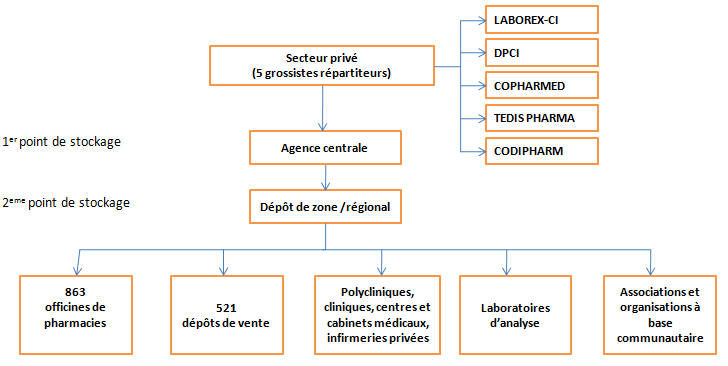 LABOREX-CI
Secteur privé
(5 grossistes répartiteurs)
DPCI
COPHARMED
TEDIS PHARMA
CODIPHARM
1er point de stockage
Agence centrale
2eme point de stockage
Dépôt de zone /régional
863
officines de
pharmacies
521
dépôts de vente
Polycliniques,
cliniques, centres et
cabinets médicaux,
infirmeries privées
Laboratoires
d’analyse
Associations et
organisations à
base
communautaire